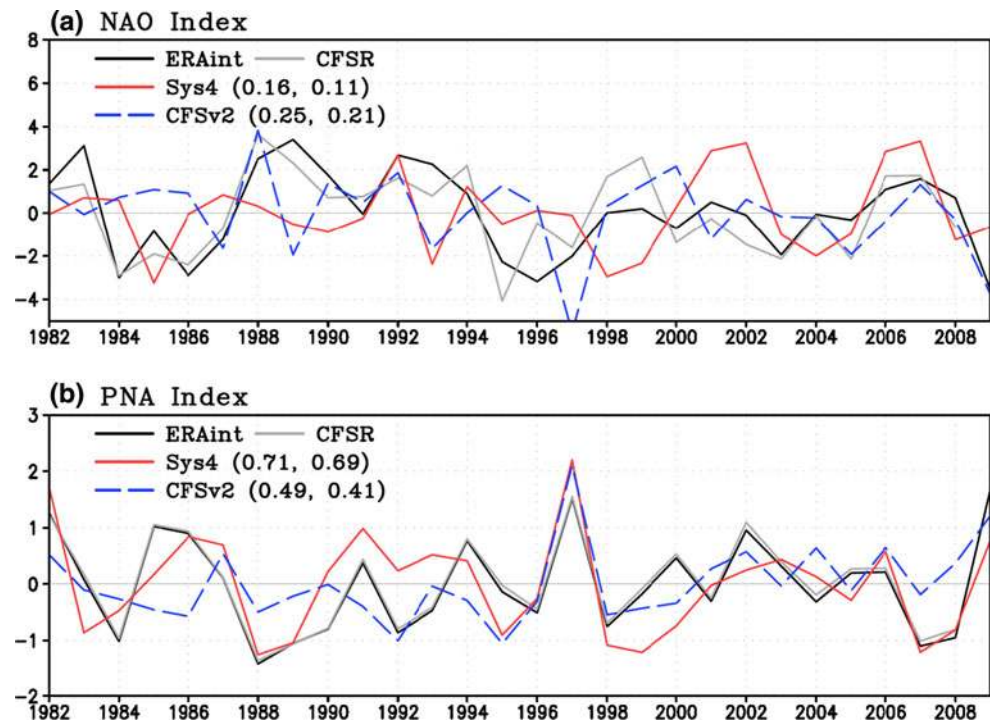 (a) NAO Index
8
ERAint CFSR
6
Sys4 (0.16, 0.11)
4
CFSv2 (0.25, 0.21)
2
0
−2
−4
1982 1984 1986 1988 1990 1992 1994 1996 1998 2000 2002 2004 2006 2008
(b) PNA Index
3
ERAint CFSR
Sys4 (0.71, 0.69)
2
CFSv2 (0.49, 0.41)
1
0
−1
−2
1982 1984 1986 1988 1990 1992 1994 1996 1998 2000 2002 2004 2006 2008